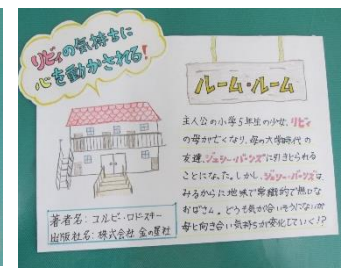 リビィの気持ちに
心を動かされる!
ルーム・ルーム
主人公の小学5年生の少女、リビィ
の母が亡くなり、母の大学時代の
友達、ジェシー・バーンズに引きとられる
ことになった。しかし、ジェシー・バーンズは、
みるからに地味で常識的で無口な
おばさん。どうも気が合いそうにないが
母と向き合い気持ちが変化していく!?
著者名:コルビー・ロドースキー
出版社名:株式会社 金の星社